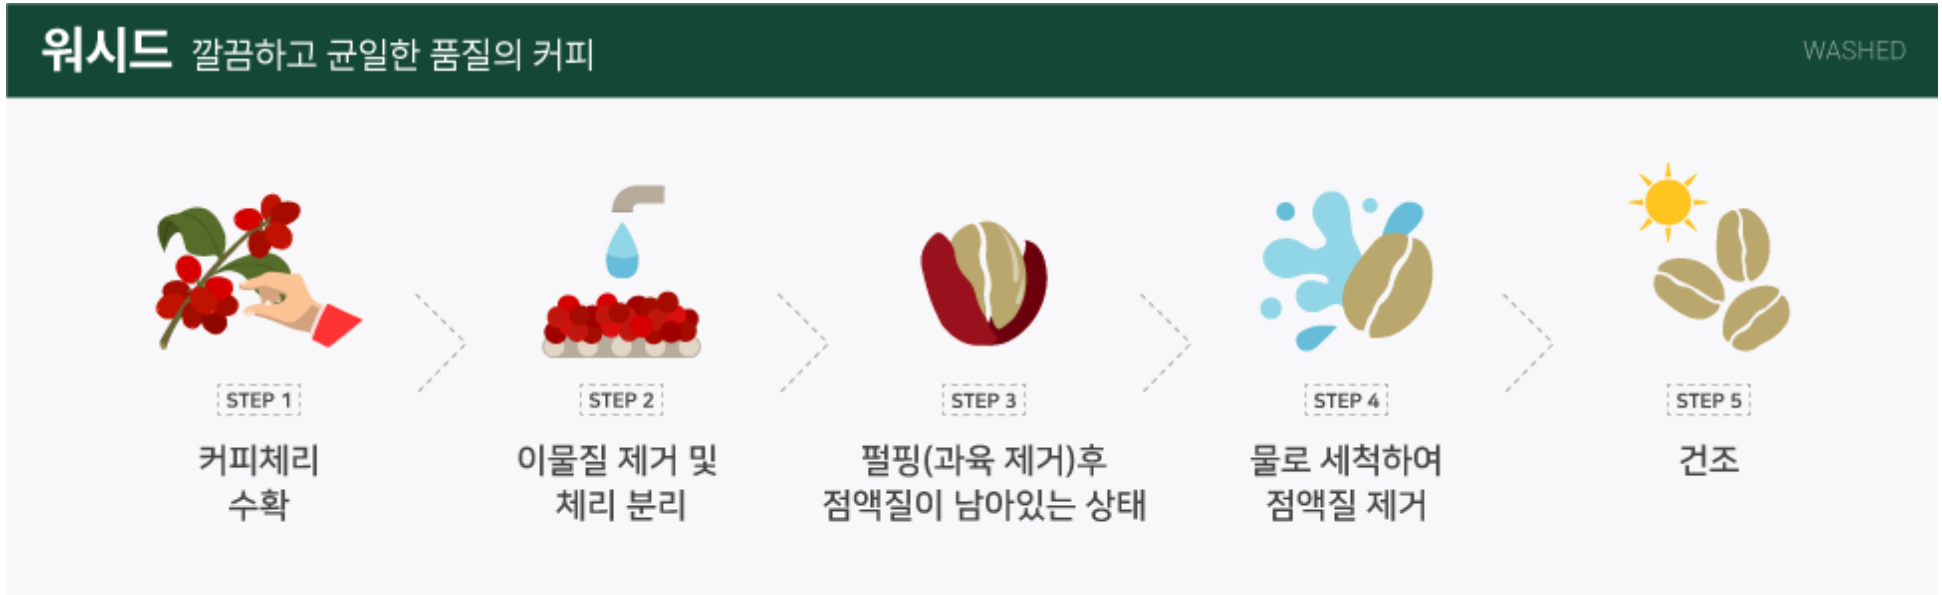 워시드 깔끔하고 균일한 품질의 커피
WASHED
STEP 1
커피체리
수확
STEP 2
이물질 제거 및
체리 분리
STEP 3
펄핑(과육 제거)후
점액질이 남아있는 상태
STEP 4
물로 세척하여
점액질 제거
STEP 5
건조